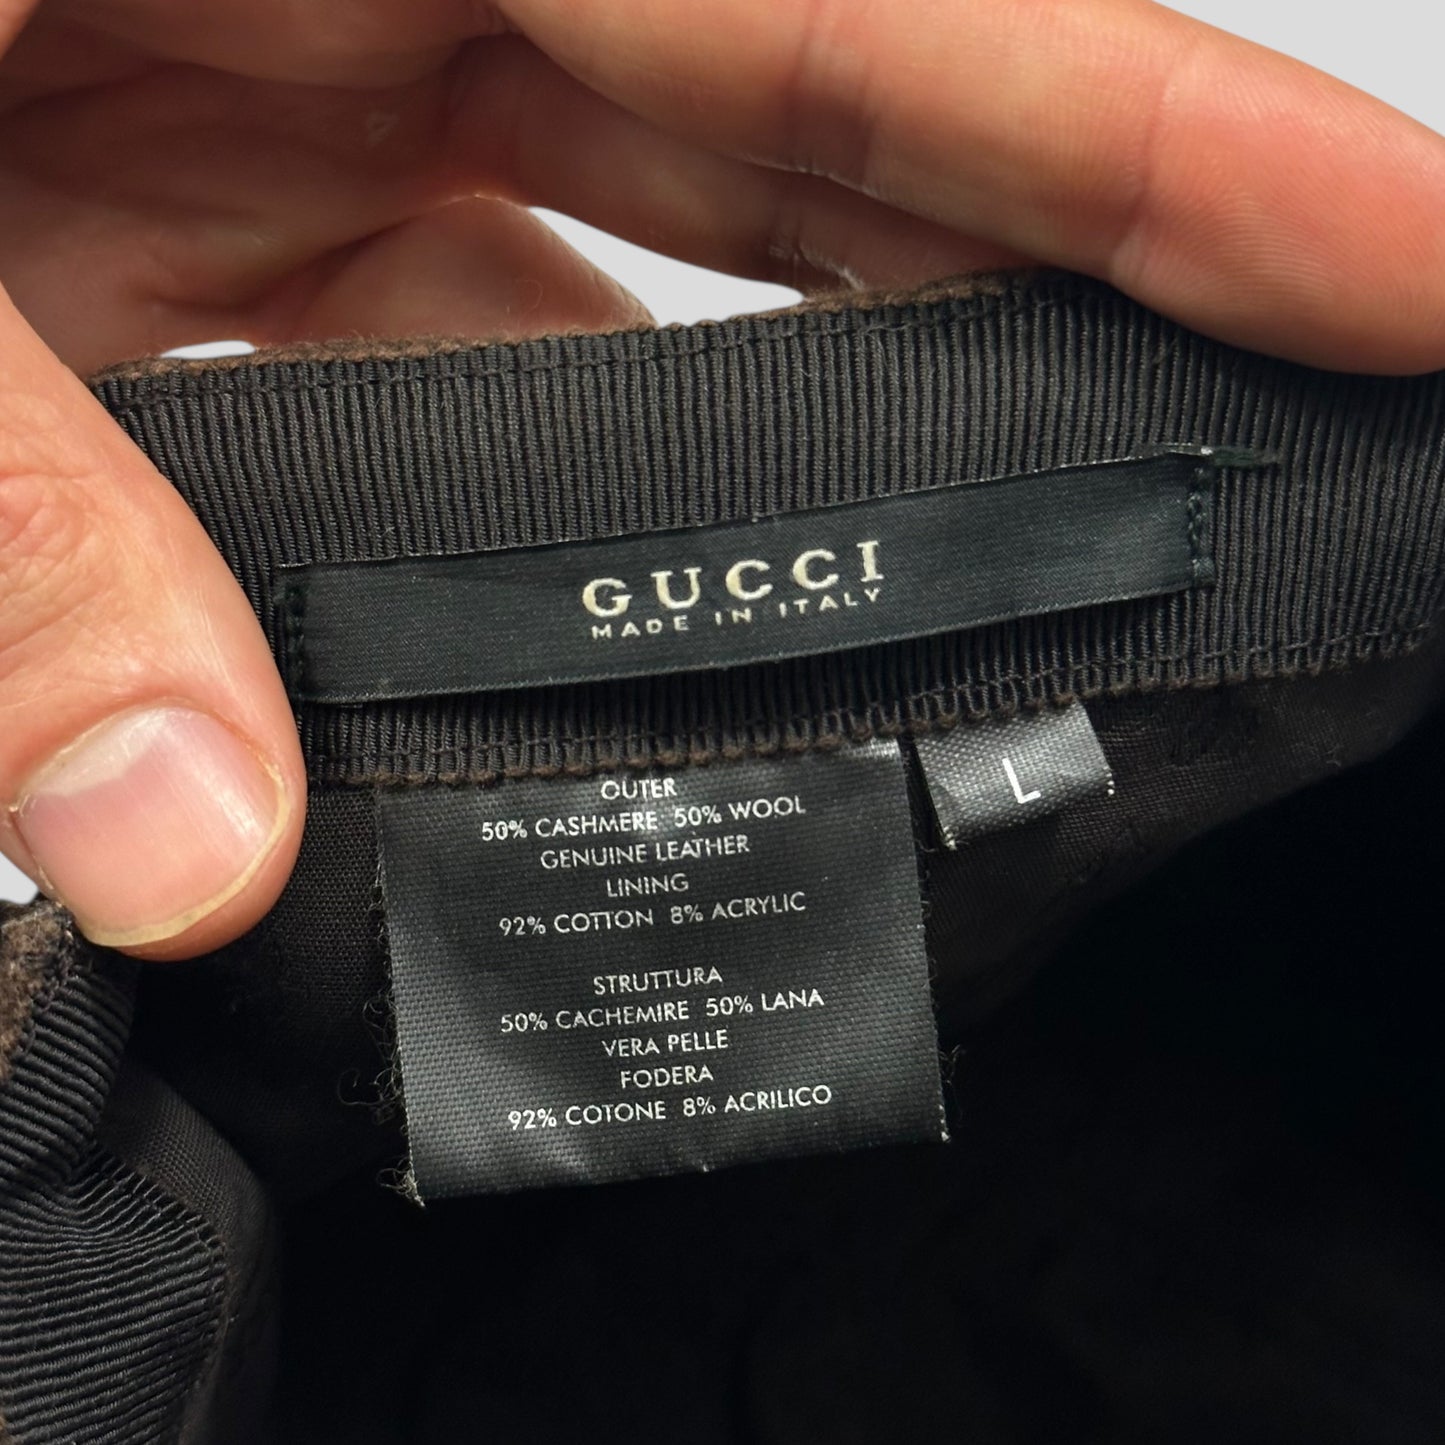 GUCCI
MADE IN ITALY
L
OUTER
50% CASHMERE 50% WOOL
GENUINE LEATHER
LINING
92% COTTON 8% ACRYLIC
STRUTTURA
50% CACHEMIRE 50% LANA
VERA PELLE
FODERA
92% COTONE 8% ACRILICO